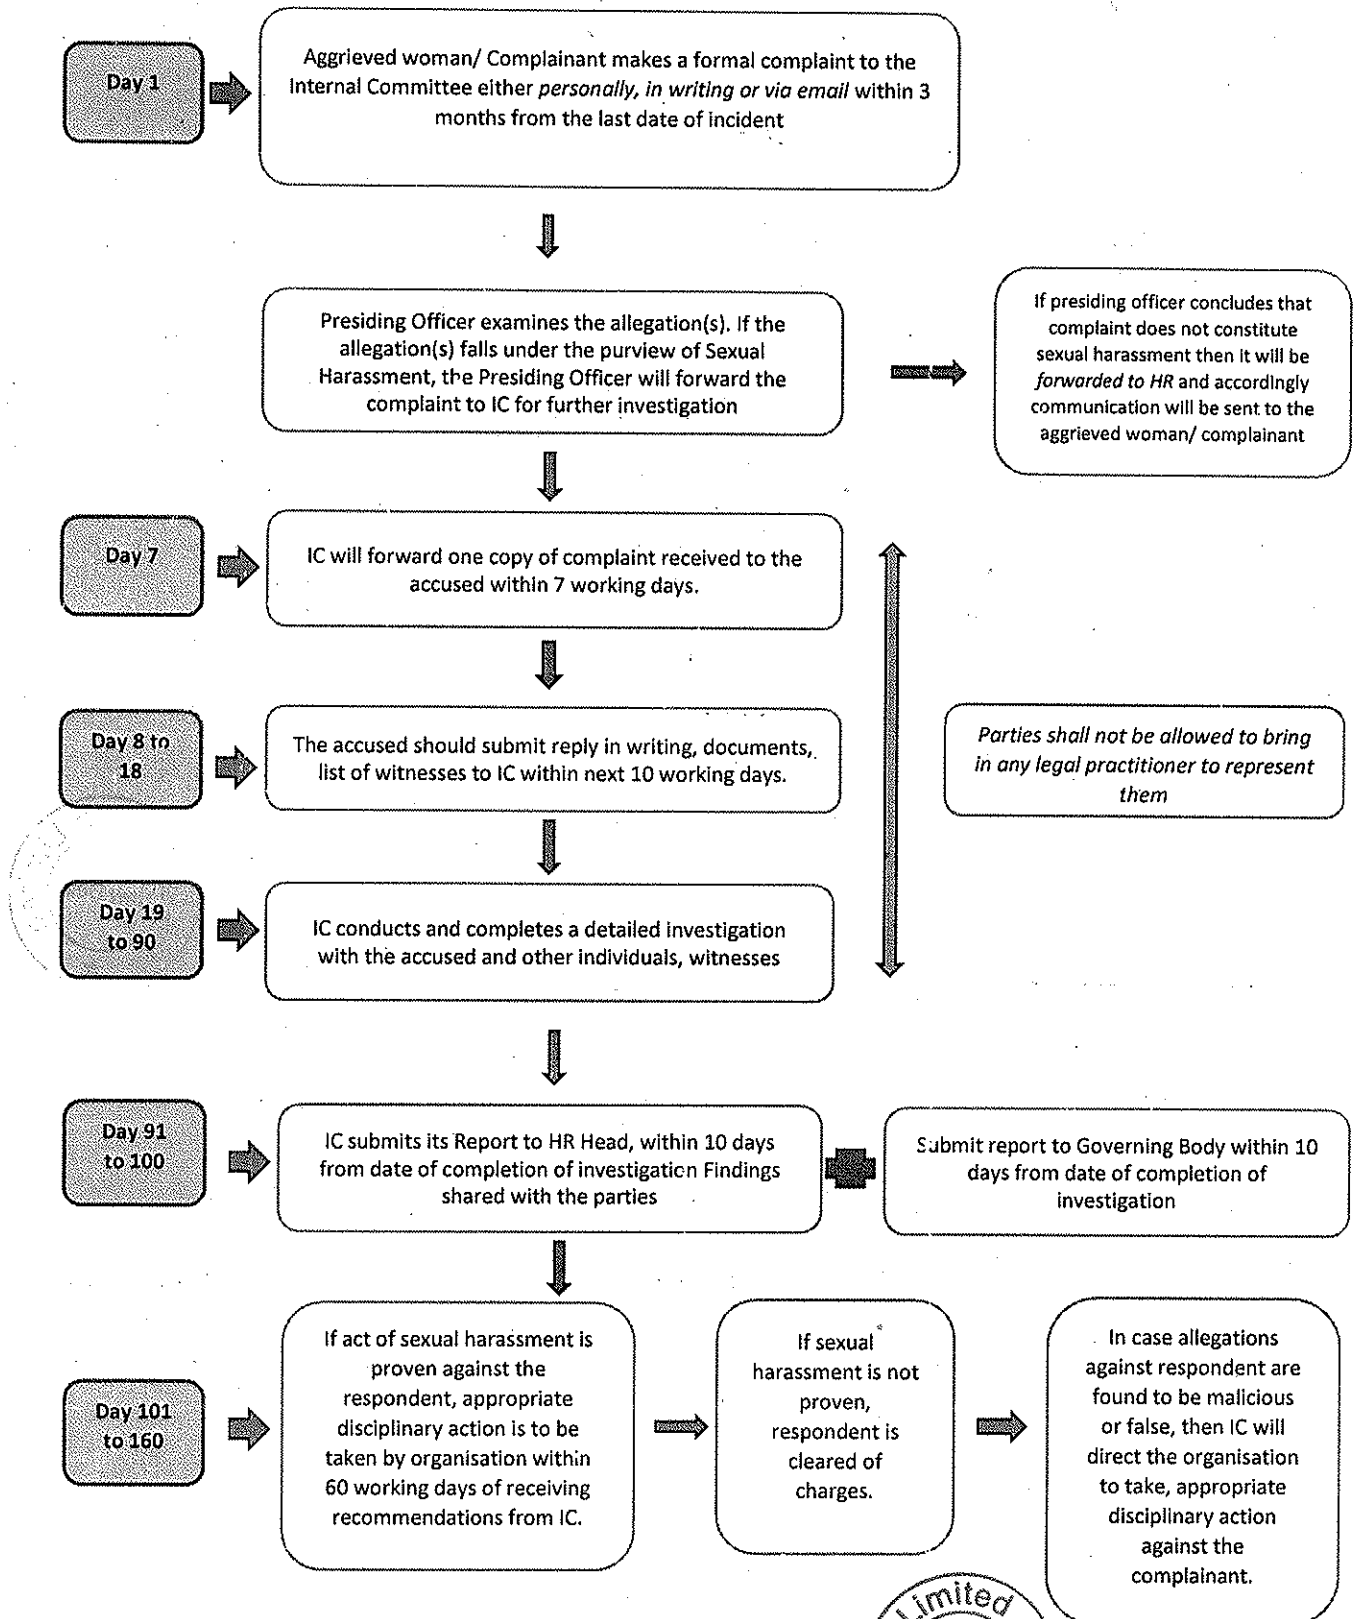 Day 1
Aggrieved woman/ Complainant makes a formal complaint to the
Internal Committee either personally, in writing or via email within 3
months from the last date of incident
Presiding Officer examines the allegation(s). If the
allegation(s) falls under the purview of Sexual
Harassment, the Presiding Officer will forward the
complaint to IC for further investigation
If presiding officer concludes that
complaint does not constitute
sexual harassment then it will be
forwarded to HR and accordingly
communication will be sent to the
aggrieved woman/ complainant
Day 7
IC will forward one copy of complaint received to the
accused within 7 working days.
Day 8 to
18
The accused should submit reply in writing, documents,
list of witnesses to IC within next 10 working days.
Parties shall not be allowed to bring
in any legal practitioner to represent
them
Day 19
to 90
IC conducts and completes a detailed investigation
with the accused and other individuals, witnesses
Day 91
to 100
IC submits its Report to HR Head, within 10 days
from date of completion of investigation Findings
shared with the parties
Submit report to Governing Body within 10
days from date of completion of
investigation
Day 101
to 160
If act of sexual harassment is
proven against the
respondent, appropriate
disciplinary action is to be
taken by organisation within
60 working days of receiving
recommendations from IC.
If sexual
harassment is not
proven,
respondent is
cleared of
charges.
In case allegations
against respondent are
found to be malicious
or false, then IC will
direct the organisation
to take, appropriate
disciplinary action
against the
complainant.
Limited